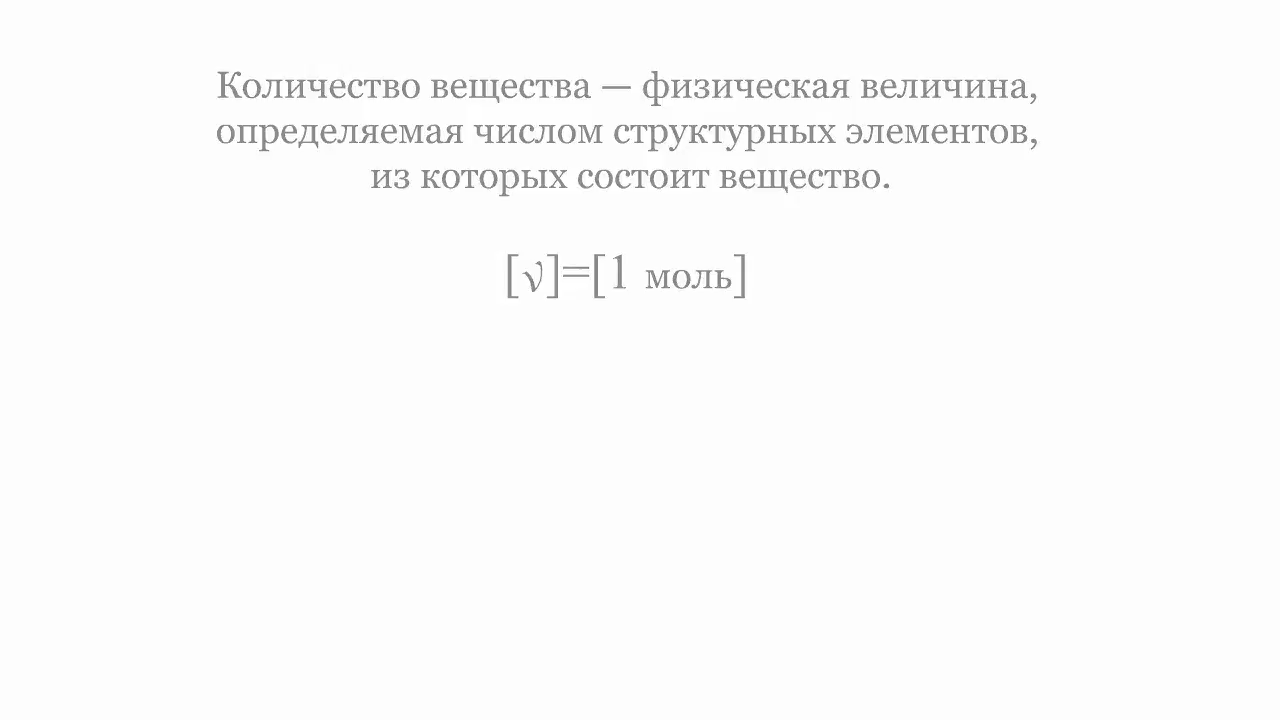 Количество вещества — физическая величина,
определяемая числом структурных элементов,
из которых состоит вещество.
[ν]=[1 моль]